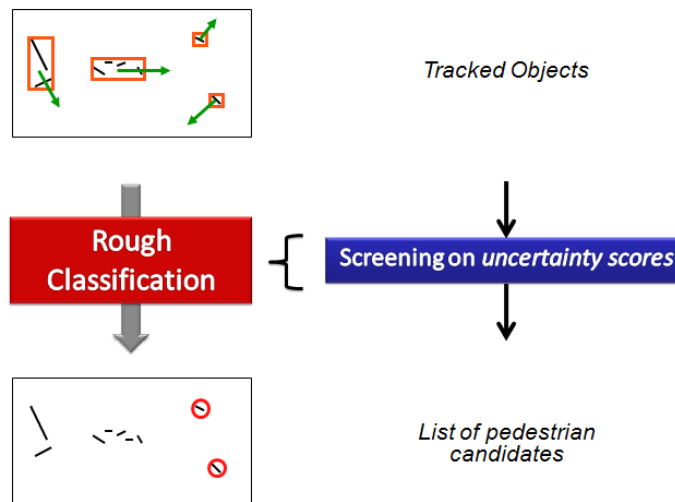 Tracked Objects
Rough
Classification
Screening on uncertainty scores
List of pedestrian
candidates